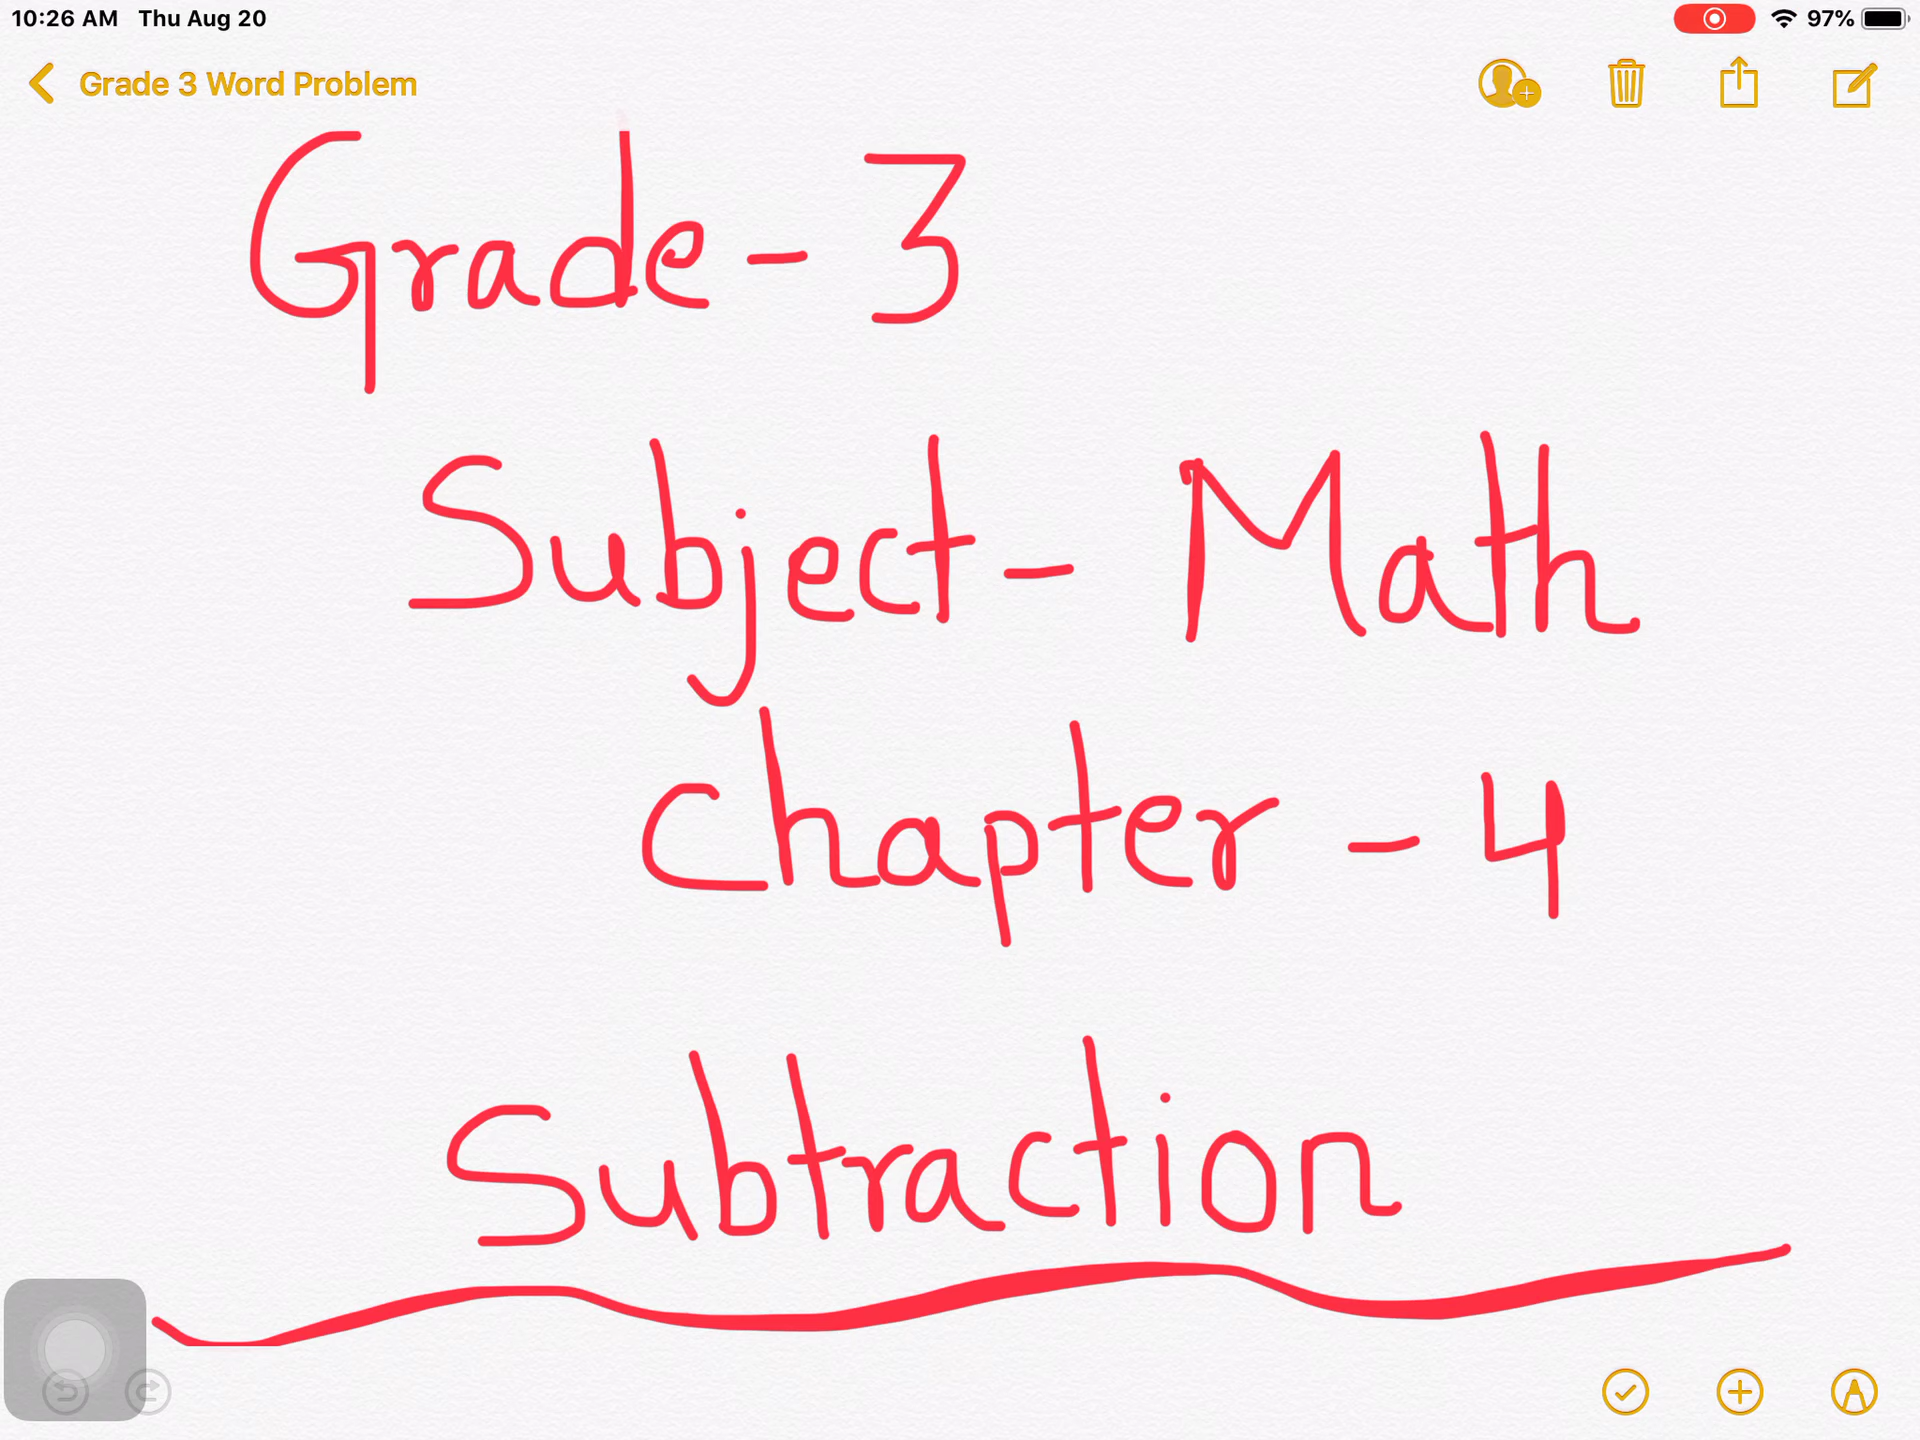 10:26 AM Thu Aug 20 97%
Grade 3 Word Problem
Grade - 3
Subject - Math
Chapter - 4
Subtraction